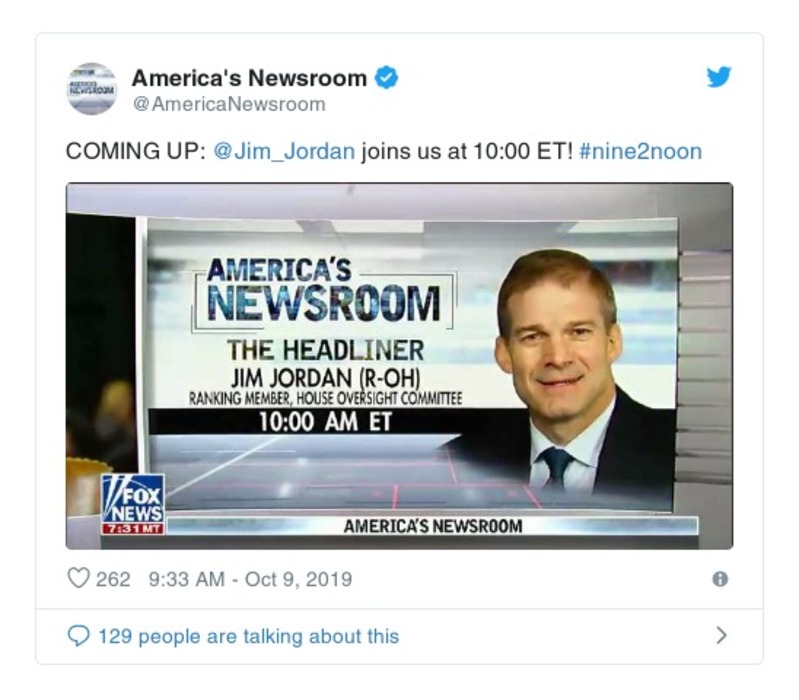 America's Newsroom
@AmericaNewsroom
COMING UP: @Jim_Jordan joins us at 10:00 ET! #nine2noon
AMERICA'S
NEWSROOM
THE HEADLINER
JIM JORDAN (R-OH)
RANKING MEMBER, HOUSE OVERSIGHT COMMITTEE
10:00 AM ET
FOX
NEWS
7:31 MT
AMERICA'S NEWSROOM
262 9:33 AM - Oct 9, 2019
129 people are talking about this